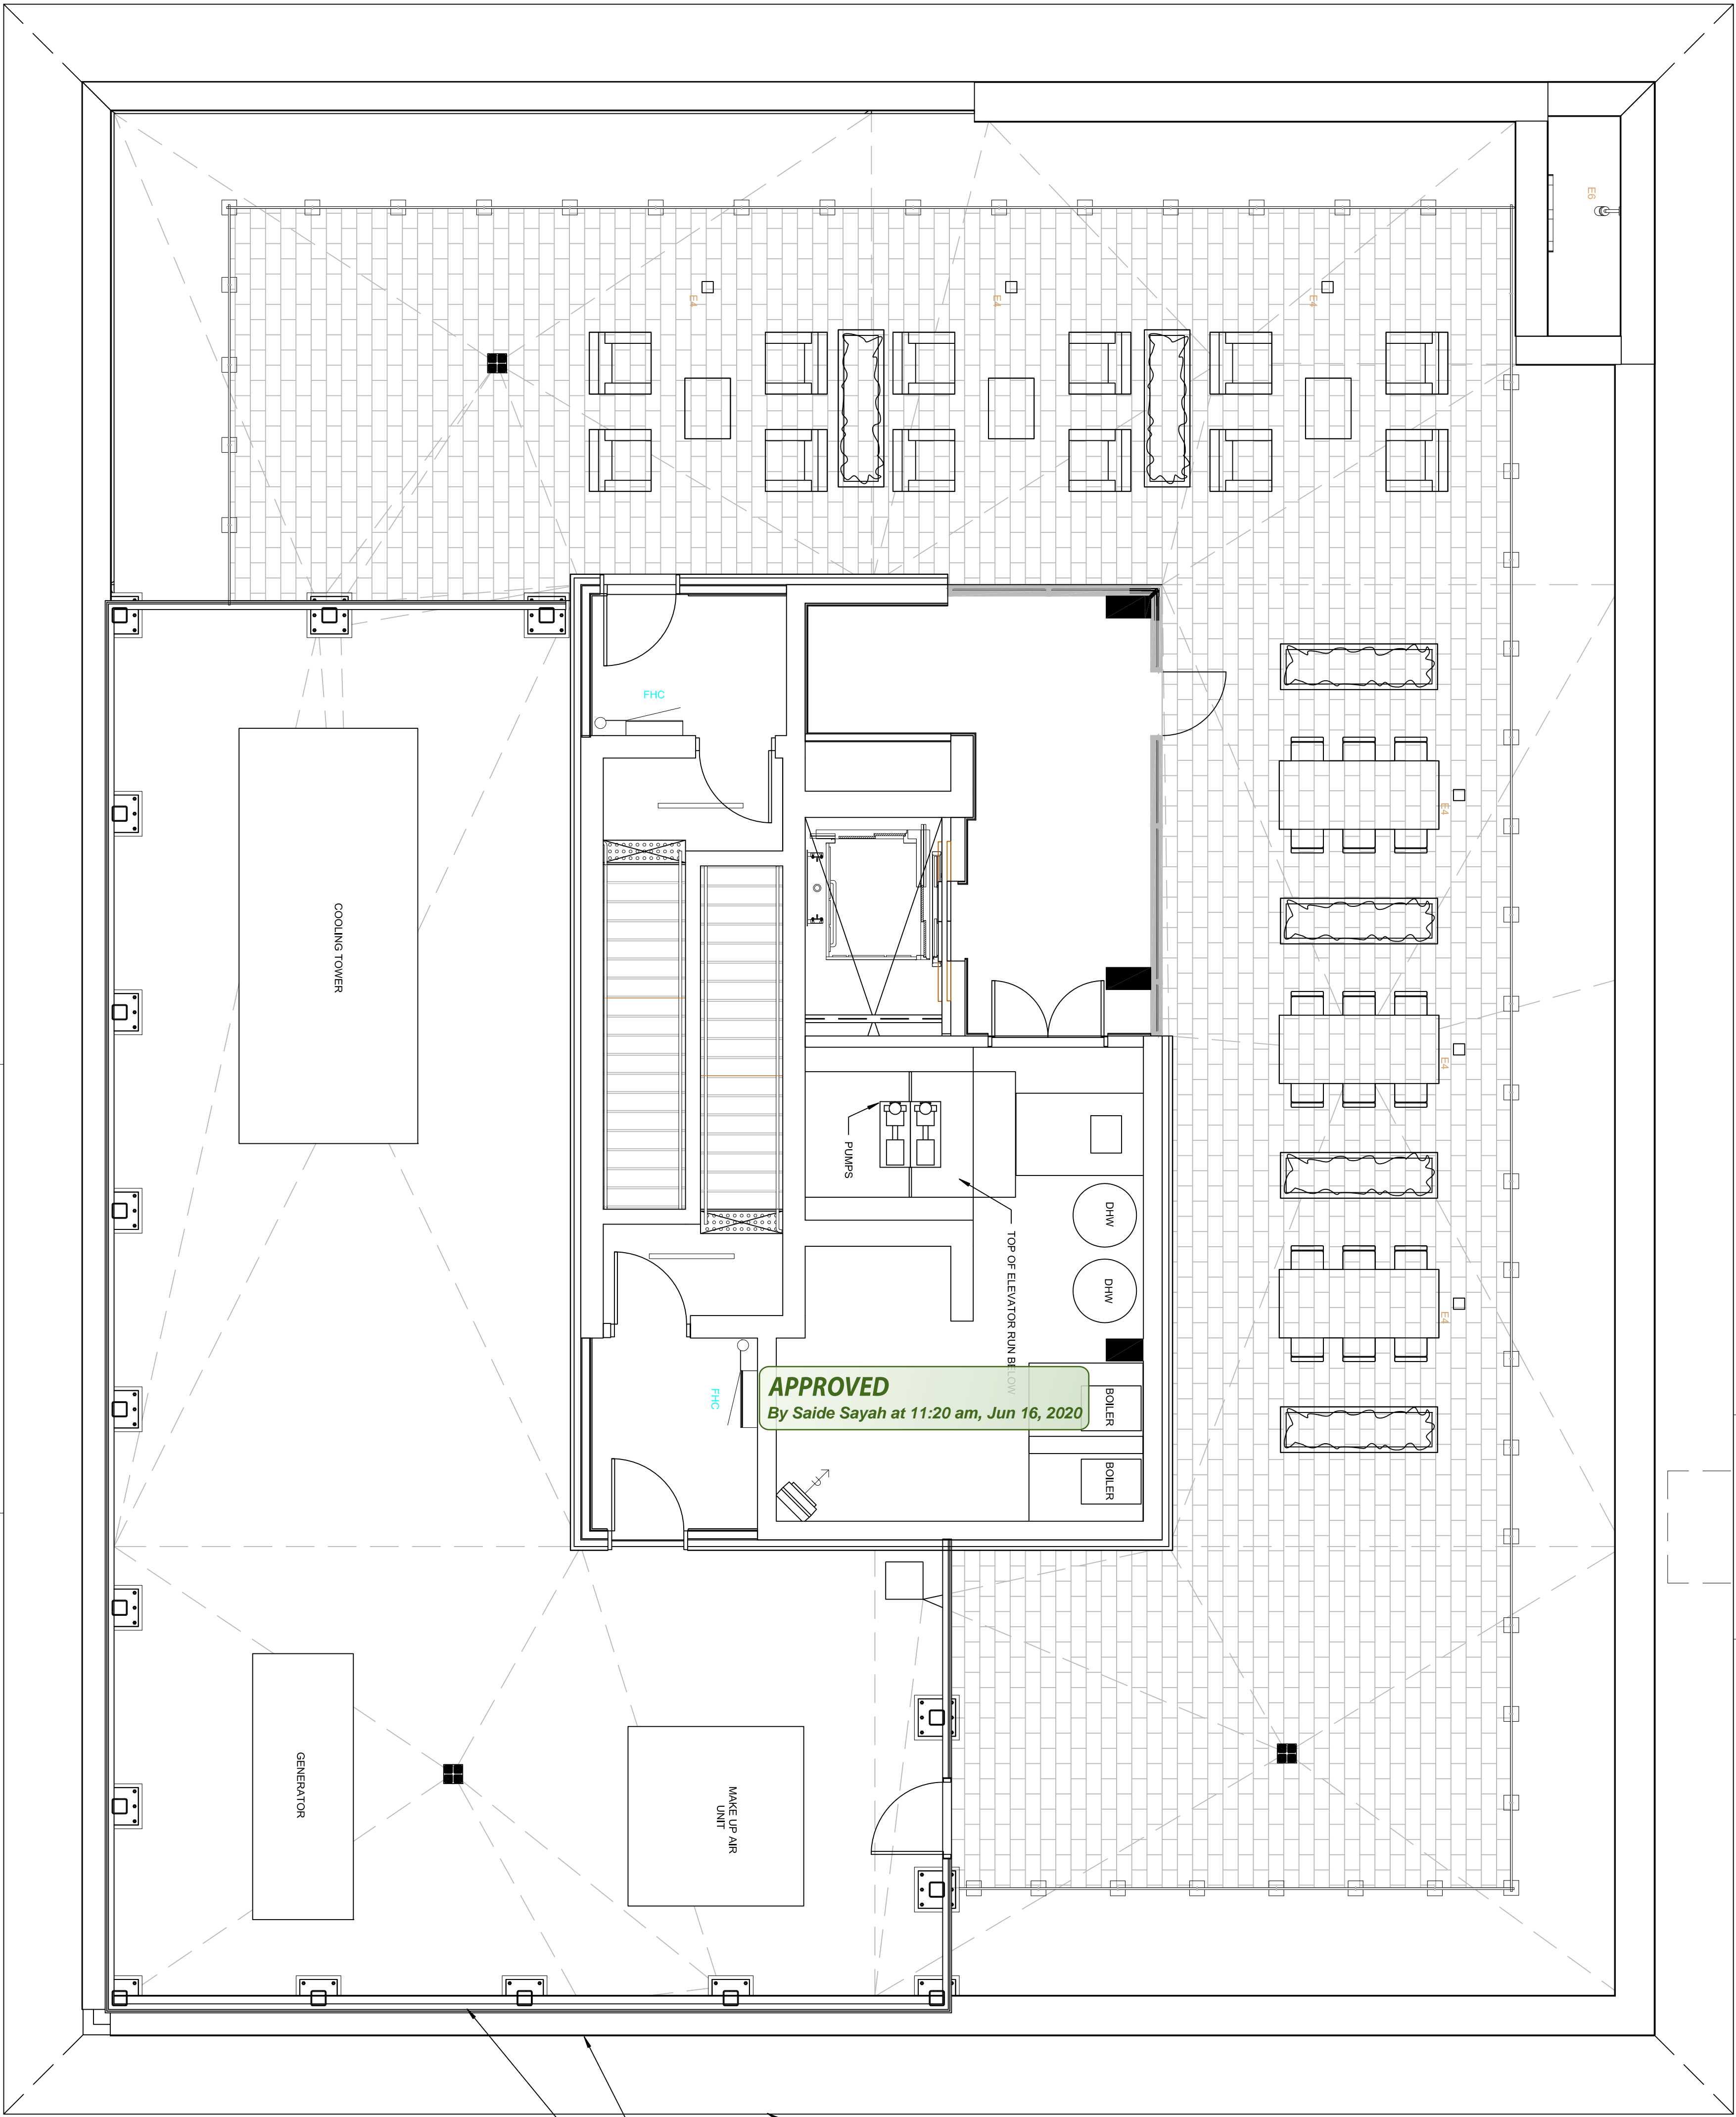 E6
E4
E4
E4
FHC
E4
COOLING TOWER
E4
PUMPS
DHW
DHW
TOP OF ELEVATOR RUN BELOW
E4
FHC
APPROVED
By Saide Sayah at 11:20 am, Jun 16, 2020
BOILER
BOILER
GENERATOR
MAKE UP AIR
UNIT